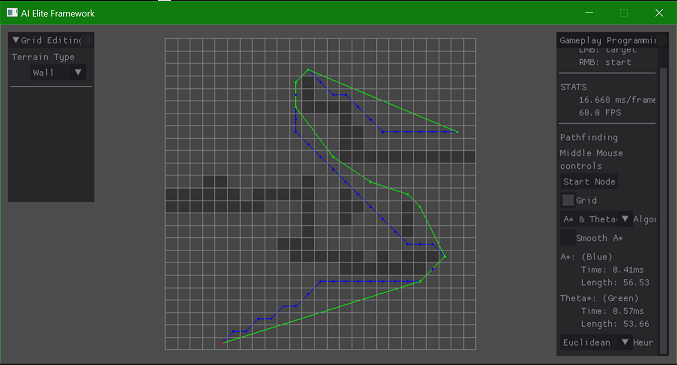 AI Elite Framework
Grid Editing
Terrain Type
Wall
Gameplay Programmin
LMB: target
RMB: start
STATS
16.668 ms/frame
60.0 FPS
Pathfinding
Middle Mouse
controls
Start Node
Grid
A* & Theta Algor
Smooth A*
A*: (Blue)
Time: 0.41ms
Length: 56.53
Theta*: (Green)
Time: 0.57ms
Length: 53.66
Euclidean Heur